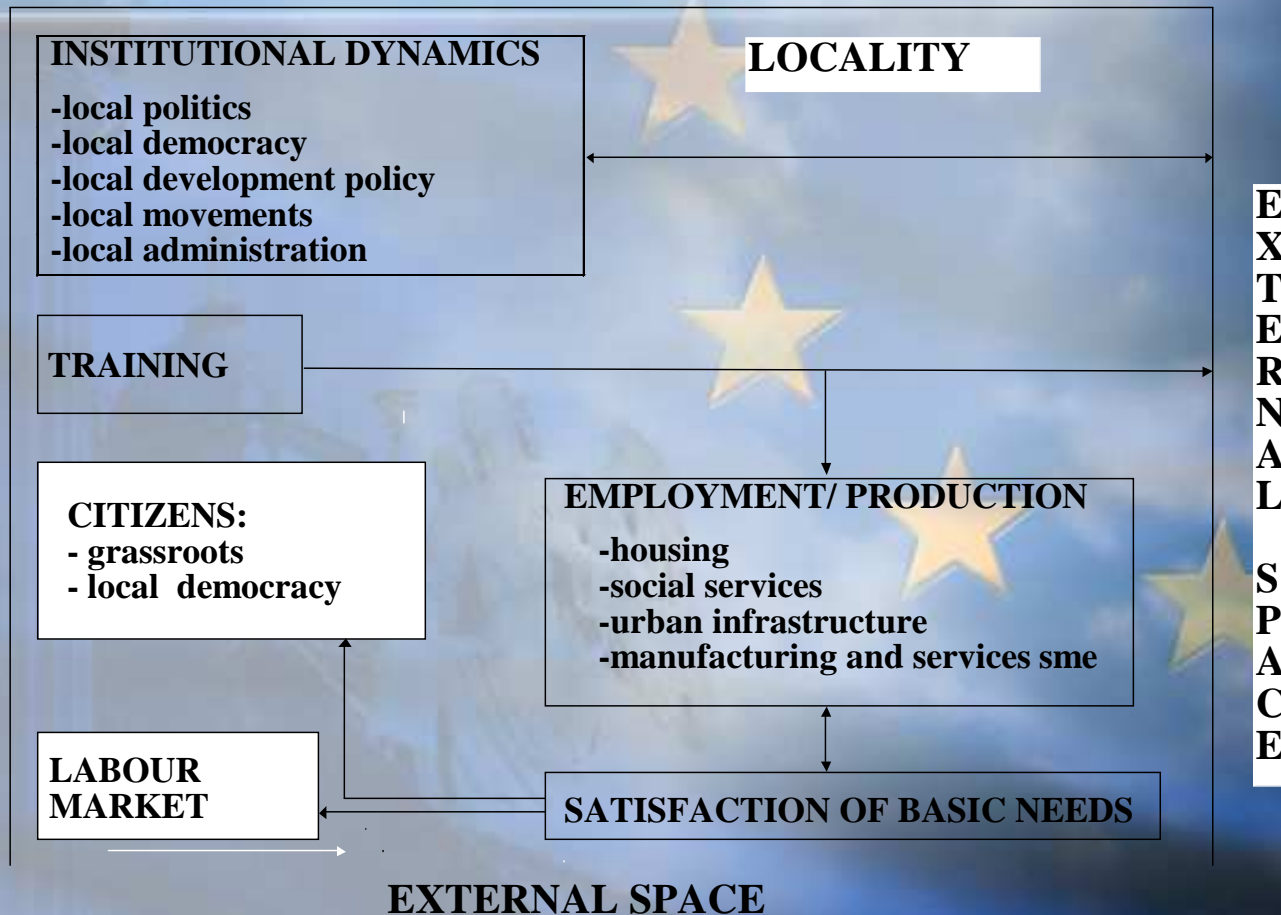 INSTITUTIONAL DYNAMICS
-local politics
-local democracy
-local development policy
-local movements
-local administration
LOCALITY
TRAINING
CITIZENS:
- grassroots
- local democracy
EMPLOYMENT/ PRODUCTION
-housing
-social services
-urban infrastructure
-manufacturing and services sme
LABOUR
MARKET
SATISFACTION OF BASIC NEEDS
EXTERNAL SPACE
E
X
T
E
R
N
A
L
S
P
A
C
E